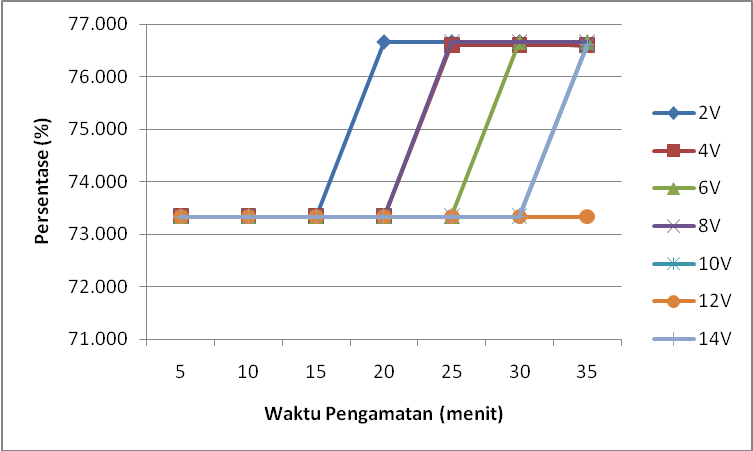 77.000
76.000
75.000
74.000
73.000
72.000
71.000
Persentase (%)
5 10 15 20 25 30 35
Waktu Pengamatan (menit)
2V
4V
6V
8V
10V
12V
14V